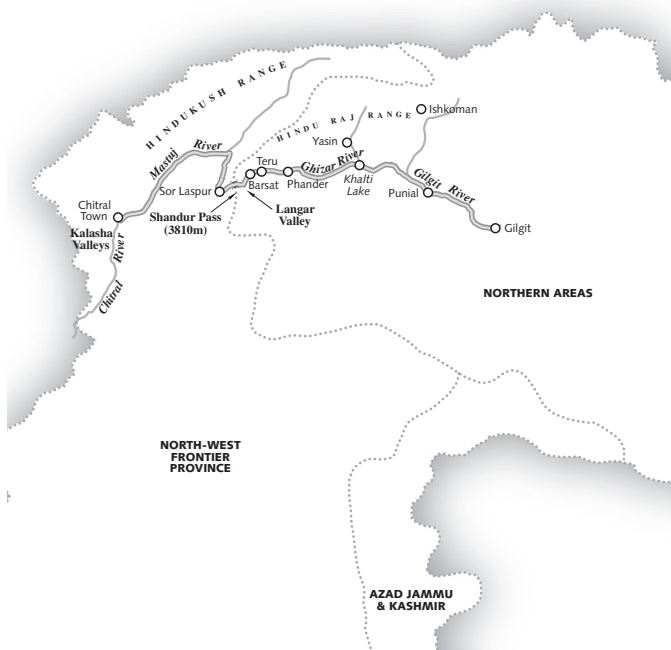 HINDUKUSH RANGE
HINDU RAJ RANGE
Ishkoman
Yasin
Mastuj River
Teru
Ghizar River
Sor Laspur
Barsat
Phander
Khalti
Lake
Punial
Gilgit River
Chitral
Town
Shandur Pass
(3810m)
Langar
Valley
Gilgit
Kalasha
Valleys
Chitral River
NORTHERN AREAS
NORTH-WEST
FRONTIER
PROVINCE
AZAD JAMMU
& KASHMIR